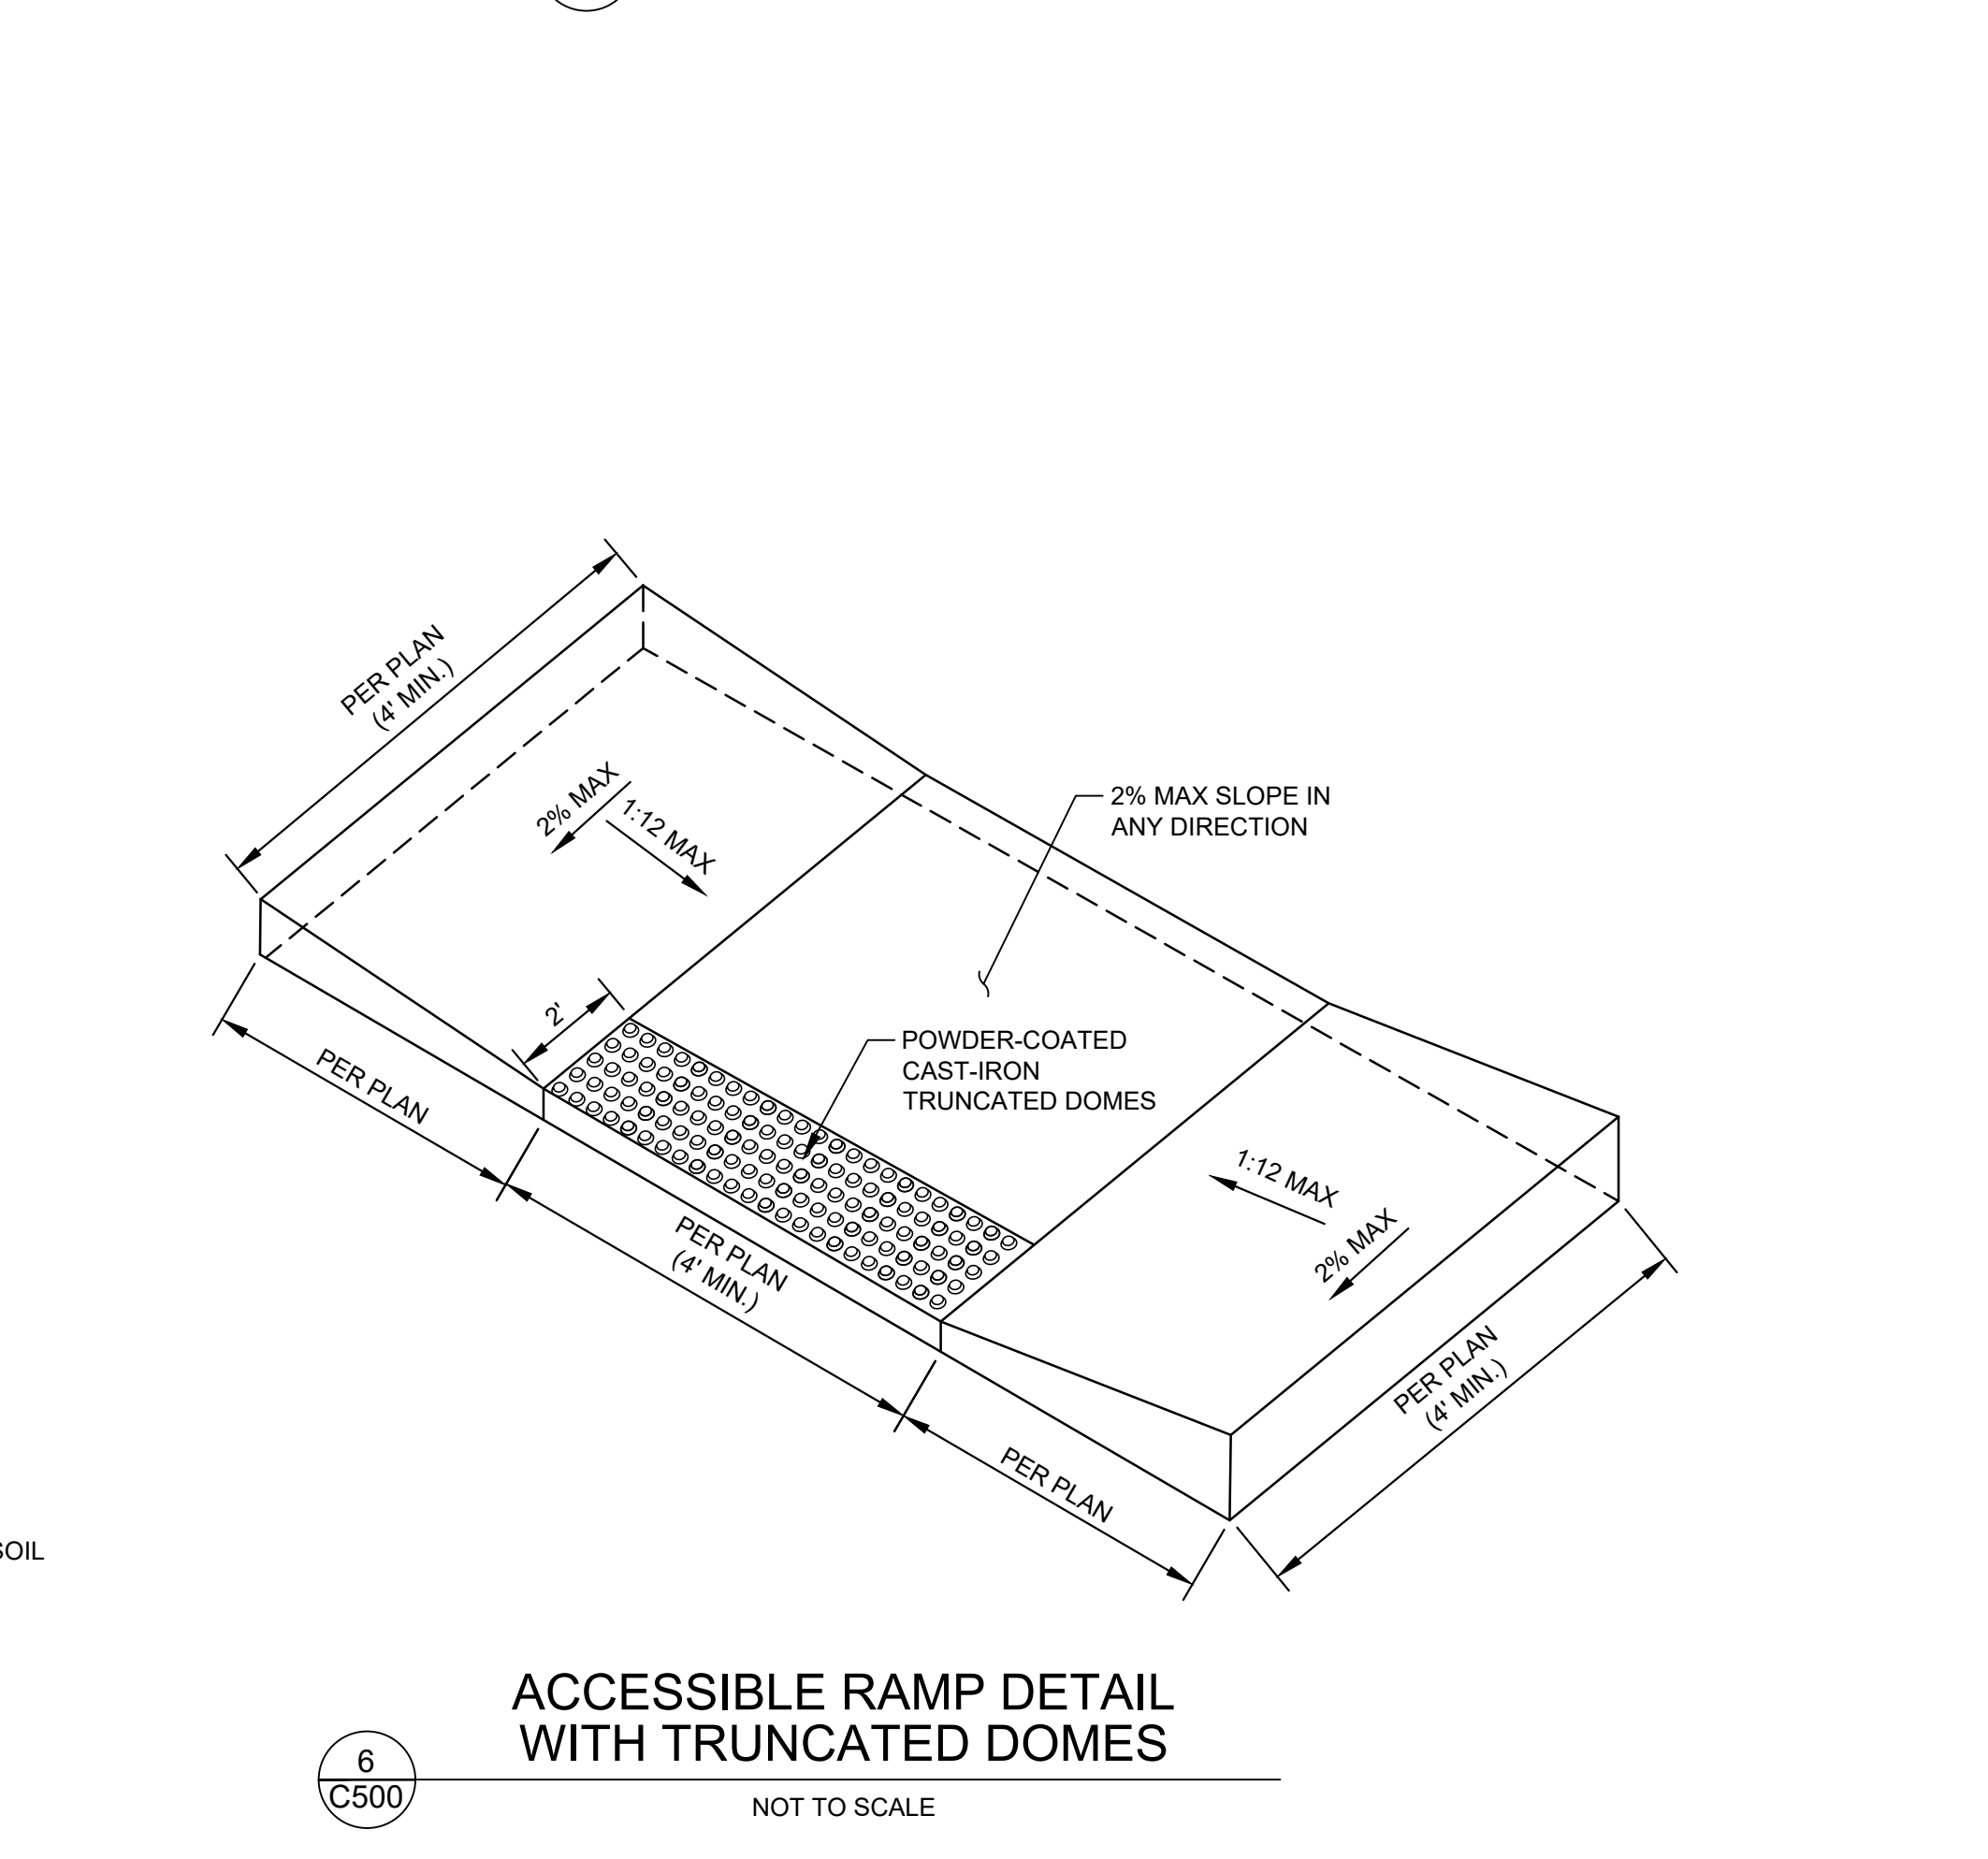 PER PLAN
(4' MIN.)
2% MAX
1:12 MAX
2% MAX SLOPE IN
ANY DIRECTION
2'
POWDER-COATED
CAST-IRON
TRUNCATED DOMES
PER PLAN
1:12 MAX
2% MAX
PER PLAN
(4' MIN.)
PER PLAN
(4' MIN.)
PER PLAN
SOIL
ACCESSIBLE RAMP DETAIL
WITH TRUNCATED DOMES
6
C500
NOT TO SCALE